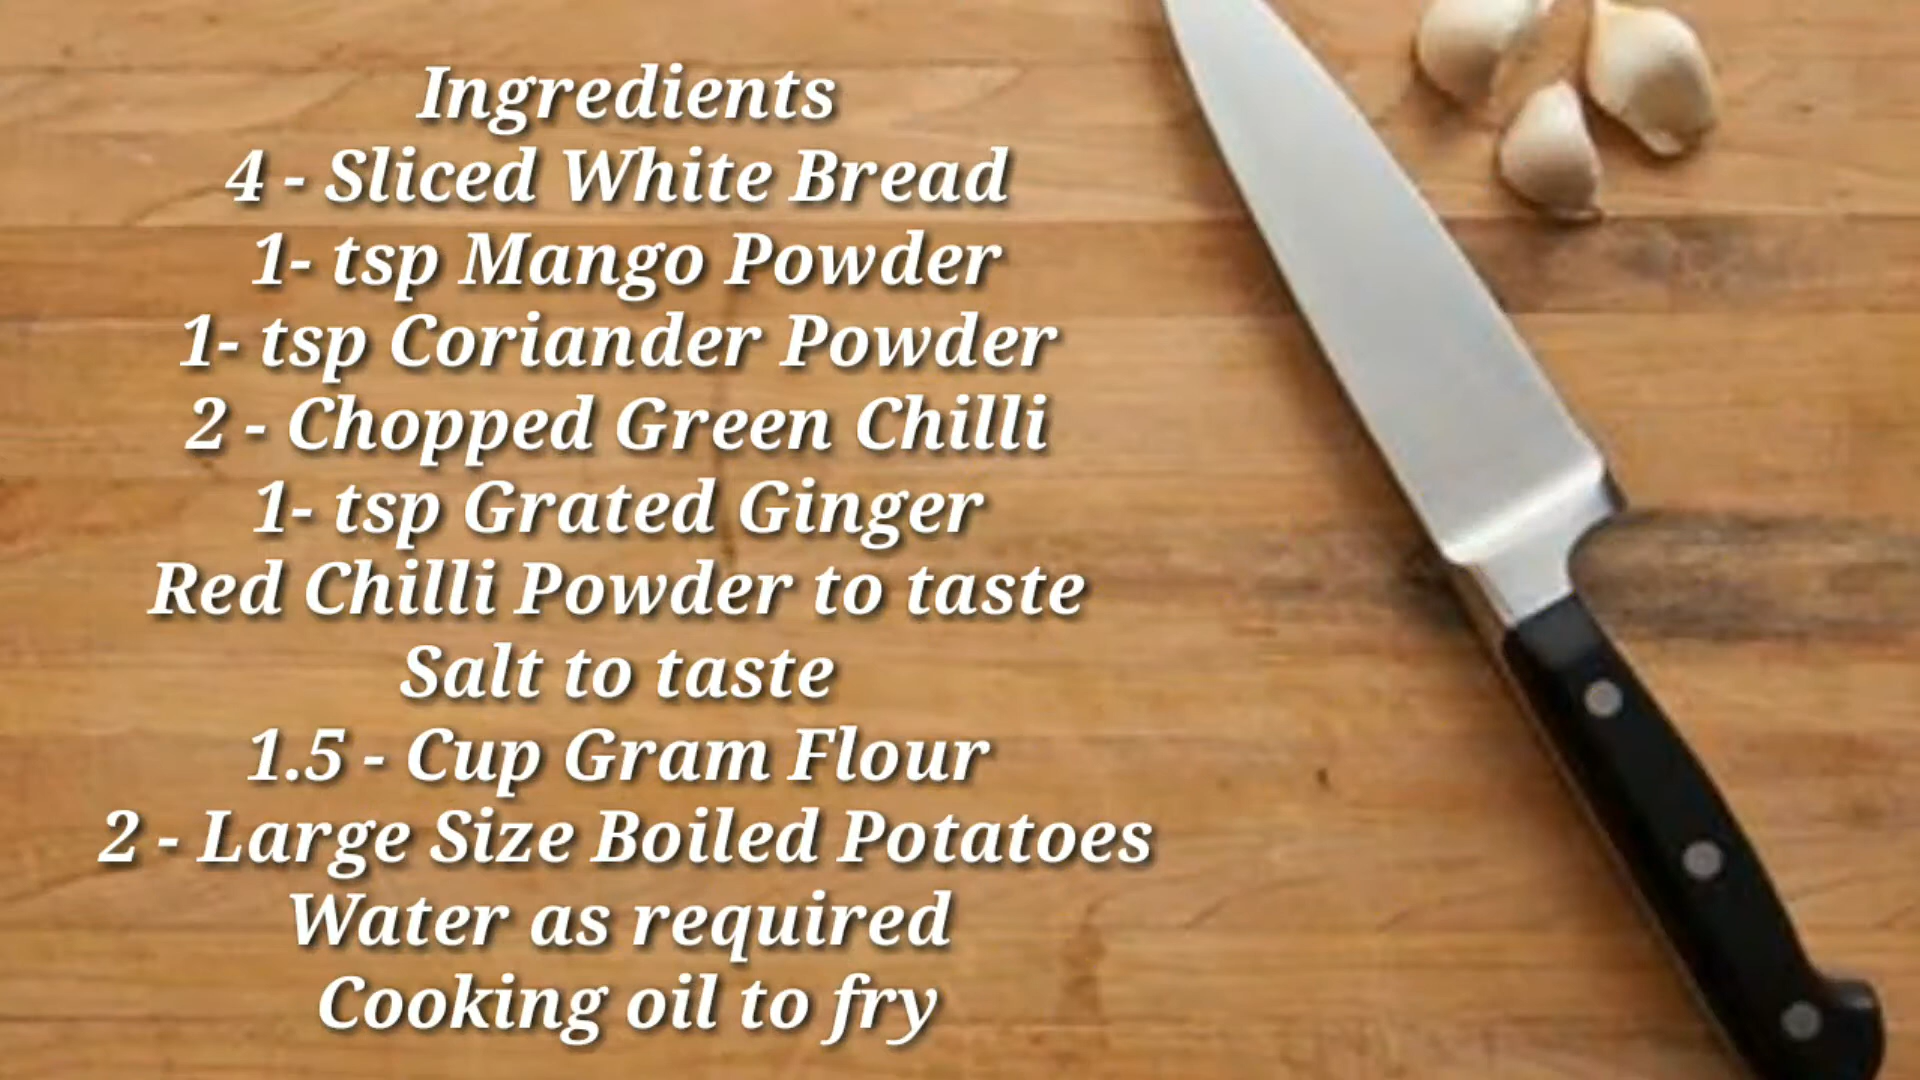 Ingredients
4 - Sliced White Bread
1- tsp Mango Powder
1- tsp Coriander Powder
2 - Chopped Green Chilli
1- tsp Grated Ginger
Red Chilli Powder to taste
Salt to taste
1.5 - Cup Gram Flour
2 - Large Size Boiled Potatoes
Water as required
Cooking oil to fry